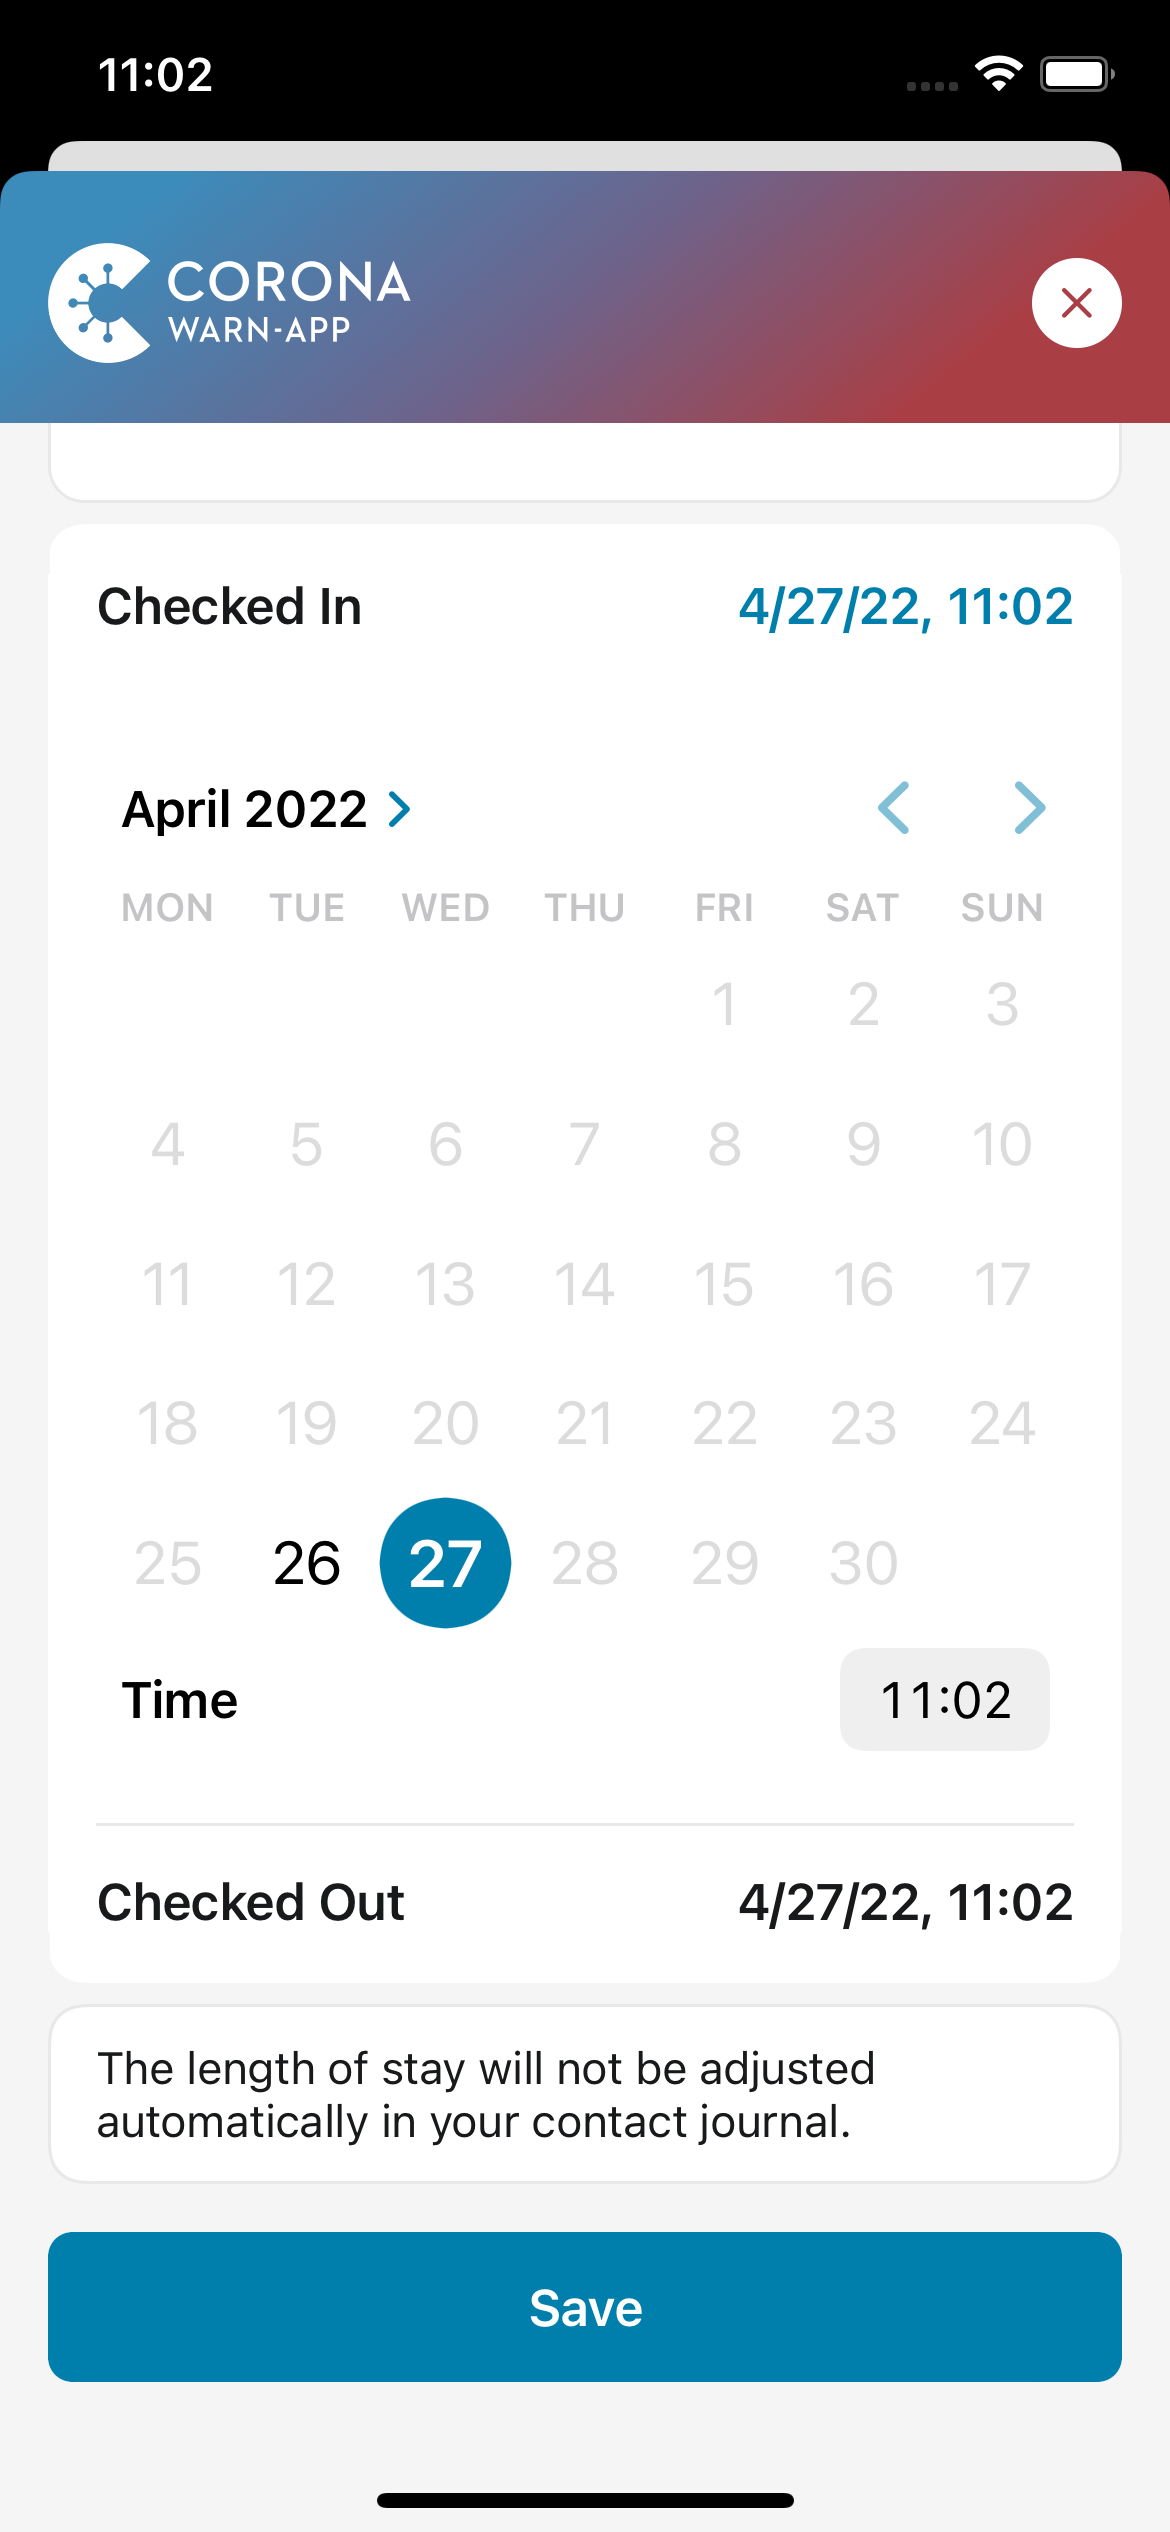 11:02
CORONA
WARN-APP
Checked In 4/27/22, 11:02
April 2022
MON TUE WED THU FRI SAT SUN
1 2 3
4 5 6 7 8 9 10
11 12 13 14 15 16 17
18 19 20 21 22 23 24
25 26 27 28 29 30
Time 11:02
Checked Out 4/27/22, 11:02
The length of stay will not be adjusted
automatically in your contact journal.
Save